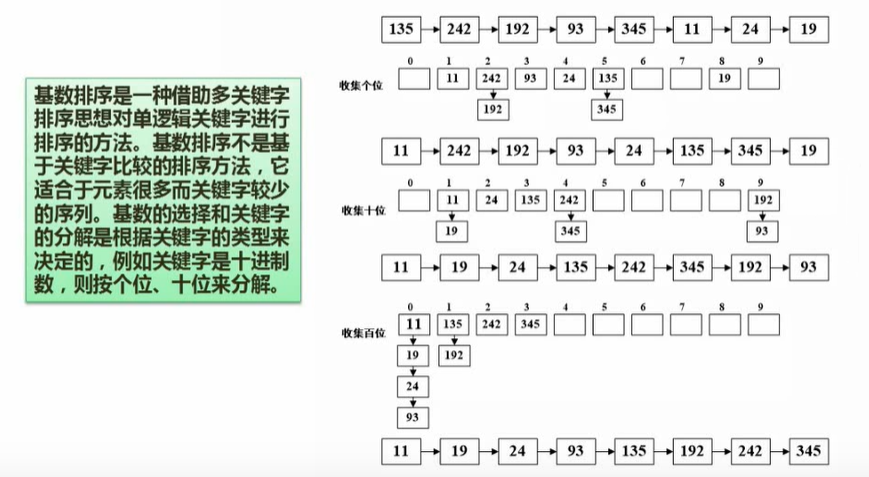 基数排序是一种借助多关键字
排序思想对单逻辑关键字进行
排序的方法。基数排序不是基
于关键字比较的排序方法，它
适合于元素很多而关键字较少
的序列。基数的选择和关键字
的分解是根据关键字的类型来
决定的，例如关键字是十进制
数，则按个位、十位来分解。
135 242 192 93 345 11 24 19
0 1 2 3 4 5 6 7 8 9
收集个位 11 242 93 24 135 19
192 345
11 242 192 93 24 135 345 19
0 1 2 3 4 5 6 7 8 9
收集十位 11 24 135 242 192
19 345 93
11 19 24 135 242 345 192 93
0 1 2 3 4 5 6 7 8 9
收集百位 11 135 242 345
19 192
24
93
11 19 24 93 135 192 242 345